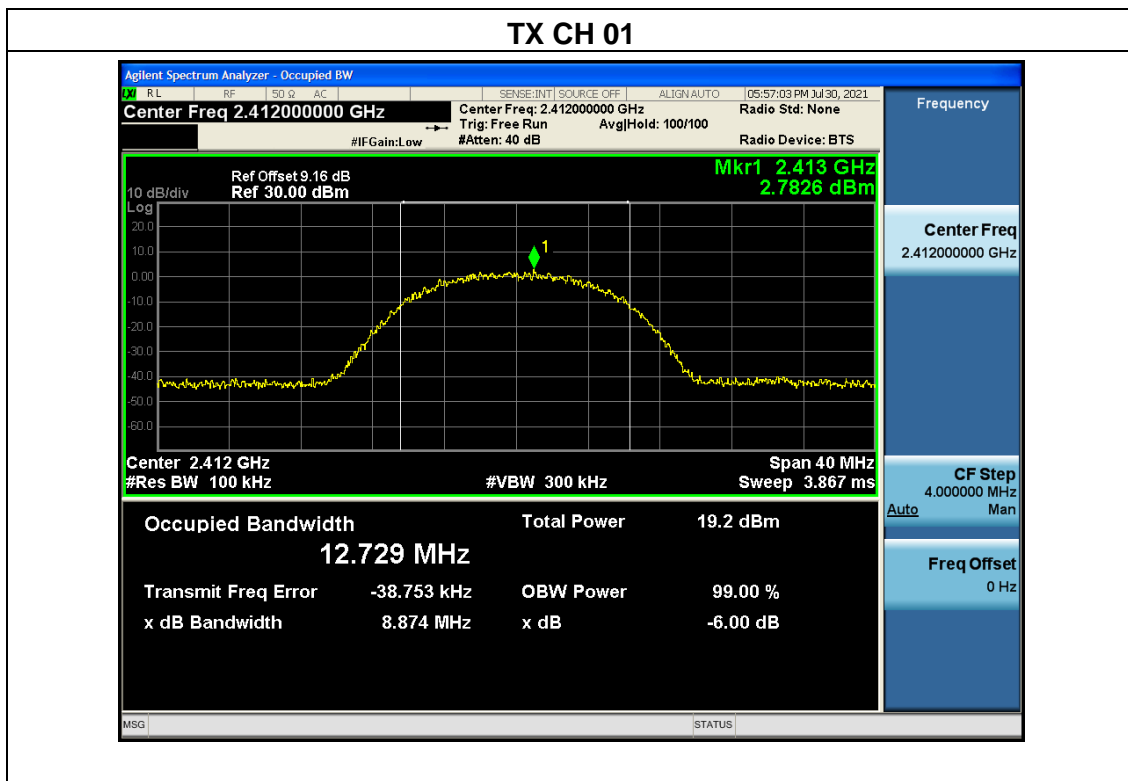 TX CH 01
Agilent Spectrum Analyzer - Occupied BW
LXI RL RF 50 Ω AC SENSE:INT SOURCE OFF ALIGN AUTO 05:57:03 PM Jul 30, 2021
Center Freq 2.412000000 GHz
Center Freq: 2.412000000 GHz
Radio Std: None
Trig: Free Run Avg|Hold: 100/100
#IFGain:Low
#Atten: 40 dB
Radio Device: BTS
Mkr1 2.413 GHz
2.7826 dBm
Ref Offset 9.16 dB
10 dB/div Ref 30.00 dBm
Log
20.0
10.0
1
0.00
-10.0
-20.0
-30.0
-40.0
-50.0
-60.0
Center 2.412 GHz Span 40 MHz
#Res BW 100 kHz #VBW 300 kHz Sweep 3.867 ms
Occupied Bandwidth Total Power 19.2 dBm
12.729 MHz
Transmit Freq Error -38.753 kHz OBW Power 99.00 %
x dB Bandwidth 8.874 MHz x dB -6.00 dB
Frequency
Center Freq
2.412000000 GHz
CF Step
4.000000 MHz
Auto Man
Freq Offset
0 Hz
MSG STATUS